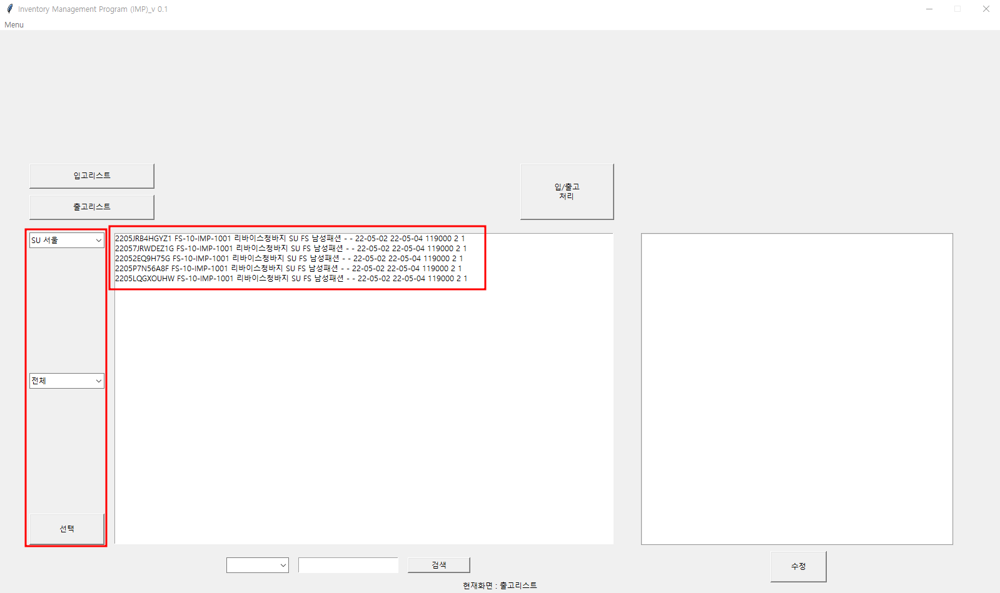 Inventory Management Program (IMP)_v 0.1
Menu
입고리스트
출고리스트
입/출고
처리
SU 서울
전체
선택
2205JRB4HGYZ1 FS-10-IMP-1001 리바이스청바지 SU FS 남성패션 - - 22-05-02 22-05-04 119000 2 1
22057JRWDEZ1G FS-10-IMP-1001 리바이스청바지 SU FS 남성패션 - - 22-05-02 22-05-04 119000 2 1
22052EQ9H75G FS-10-IMP-1001 리바이스청바지 SU FS 남성패션 - - 22-05-02 22-05-04 119000 2 1
2205P7N56A8F FS-10-IMP-1001 리바이스청바지 SU FS 남성패션 - - 22-05-02 22-05-04 119000 2 1
2205LQGXOUHW FS-10-IMP-1001 리바이스청바지 SU FS 남성패션 - - 22-05-02 22-05-04 119000 2 1
검색
수정
현재화면 : 출고리스트